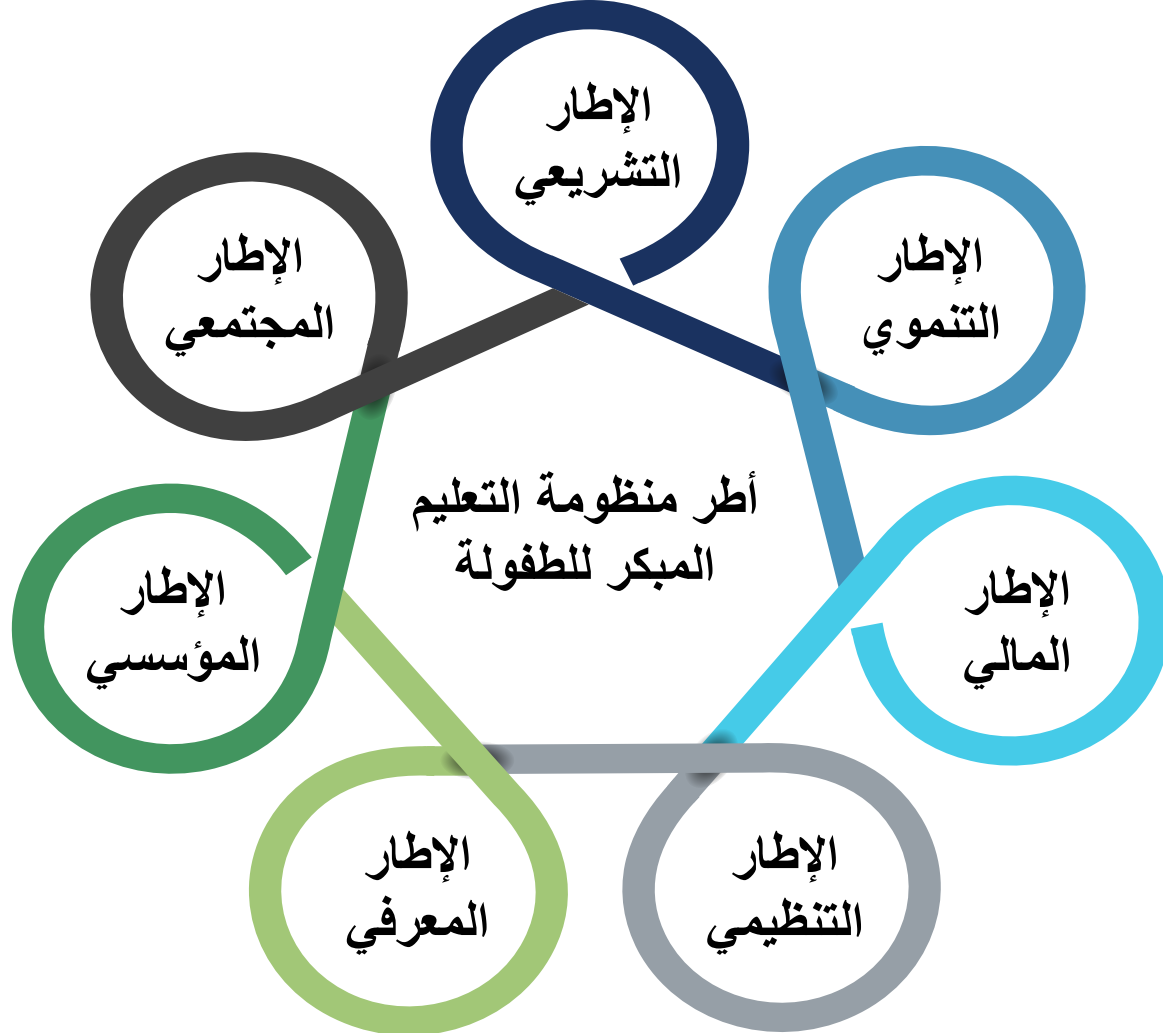 الإطار
التشريعي
الإطار
التنموي
الإطار
المجتمعي
أطر منظومة التعليم
المبكر للطفولة
الإطار
المالي
الإطار
المؤسسي
الإطار
التنظيمي
الإطار
المعرفي